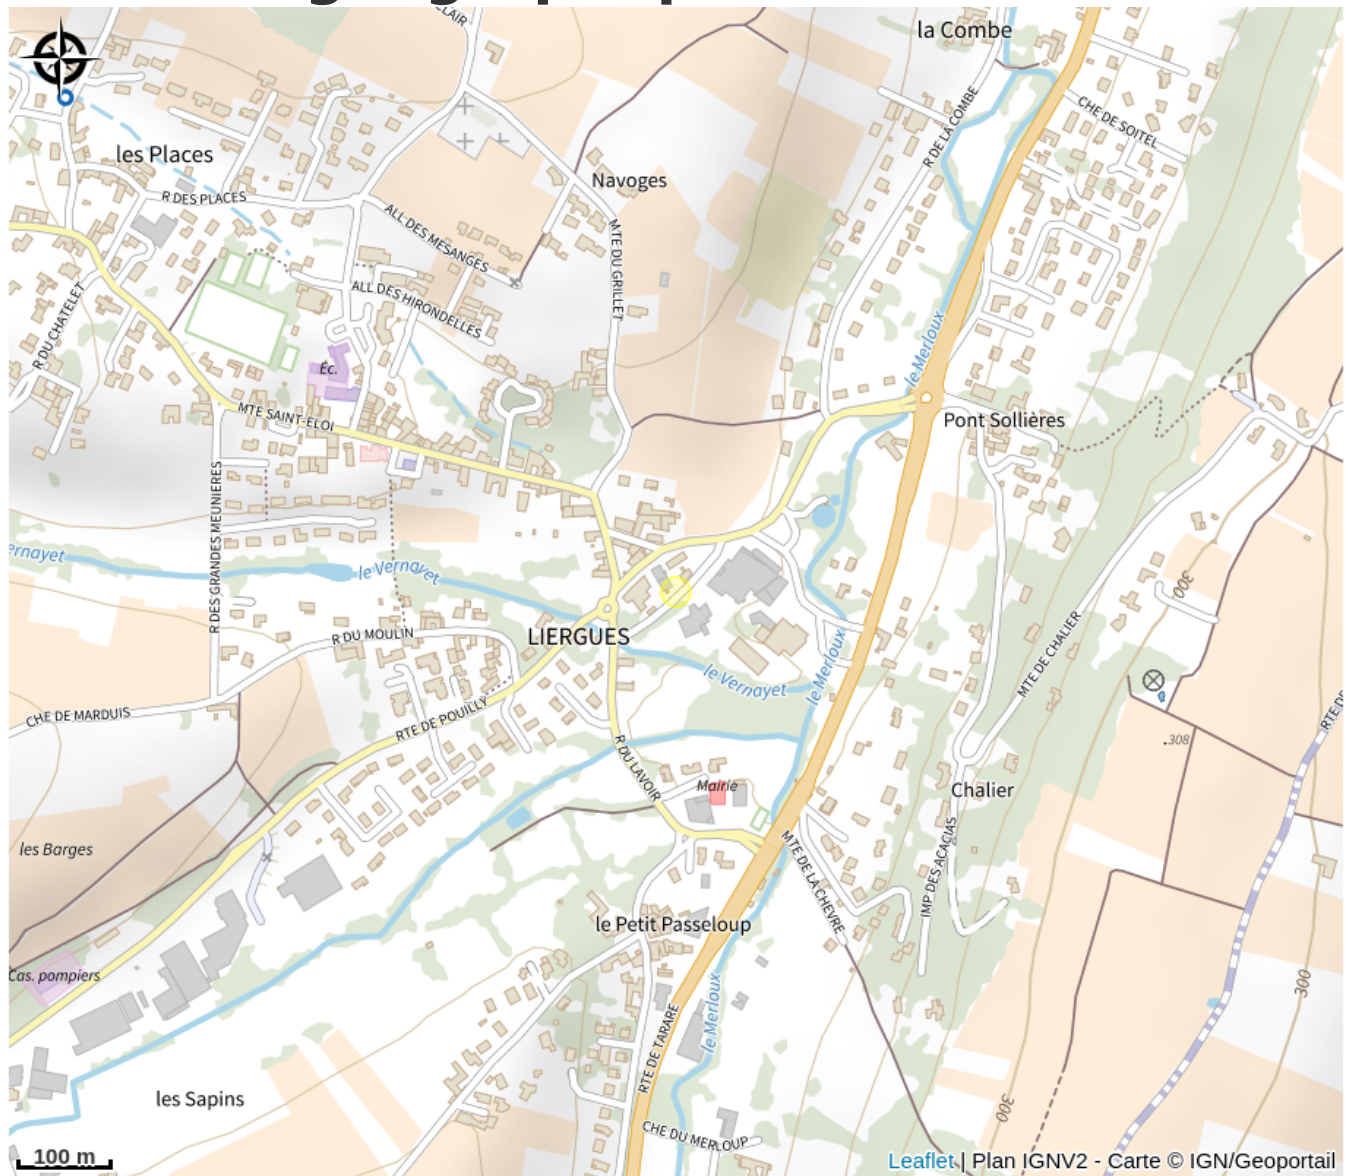 CLAIR
la Combe
CHE DE SOITEL
R DE LA COMBE
les Places
Navoges
R DES PLACES
ALL DES MESANGES
MTE DU GRILLET
ALL DES HIRONDELLES
R DU CHATELET
le Merloux
Éc.
MTE SAINT-ELOI
Pont Sollières
R DES GRANDES MEUNIERES
ernayet
le Vernayet
300
LIERGUES
R DU MOULIN
MTE DE CHALIER
le Vernayet
le Merloux
CHE DE MARDUIS
RTE DE POUILLY
RTE DE
308
R DU LAVOIR
Mairie
Chalier
les Barges
MTE DE LA CHEVRE
IMP DES ACACIAS
le Petit Passeloup
Cas. pompiers
300
le Merloux
RTE DE TARARE
les Sapins
300
CHE DU MERLOUP
100 m
Leaflet | Plan IGNV2 - Carte © IGN/Geoportail